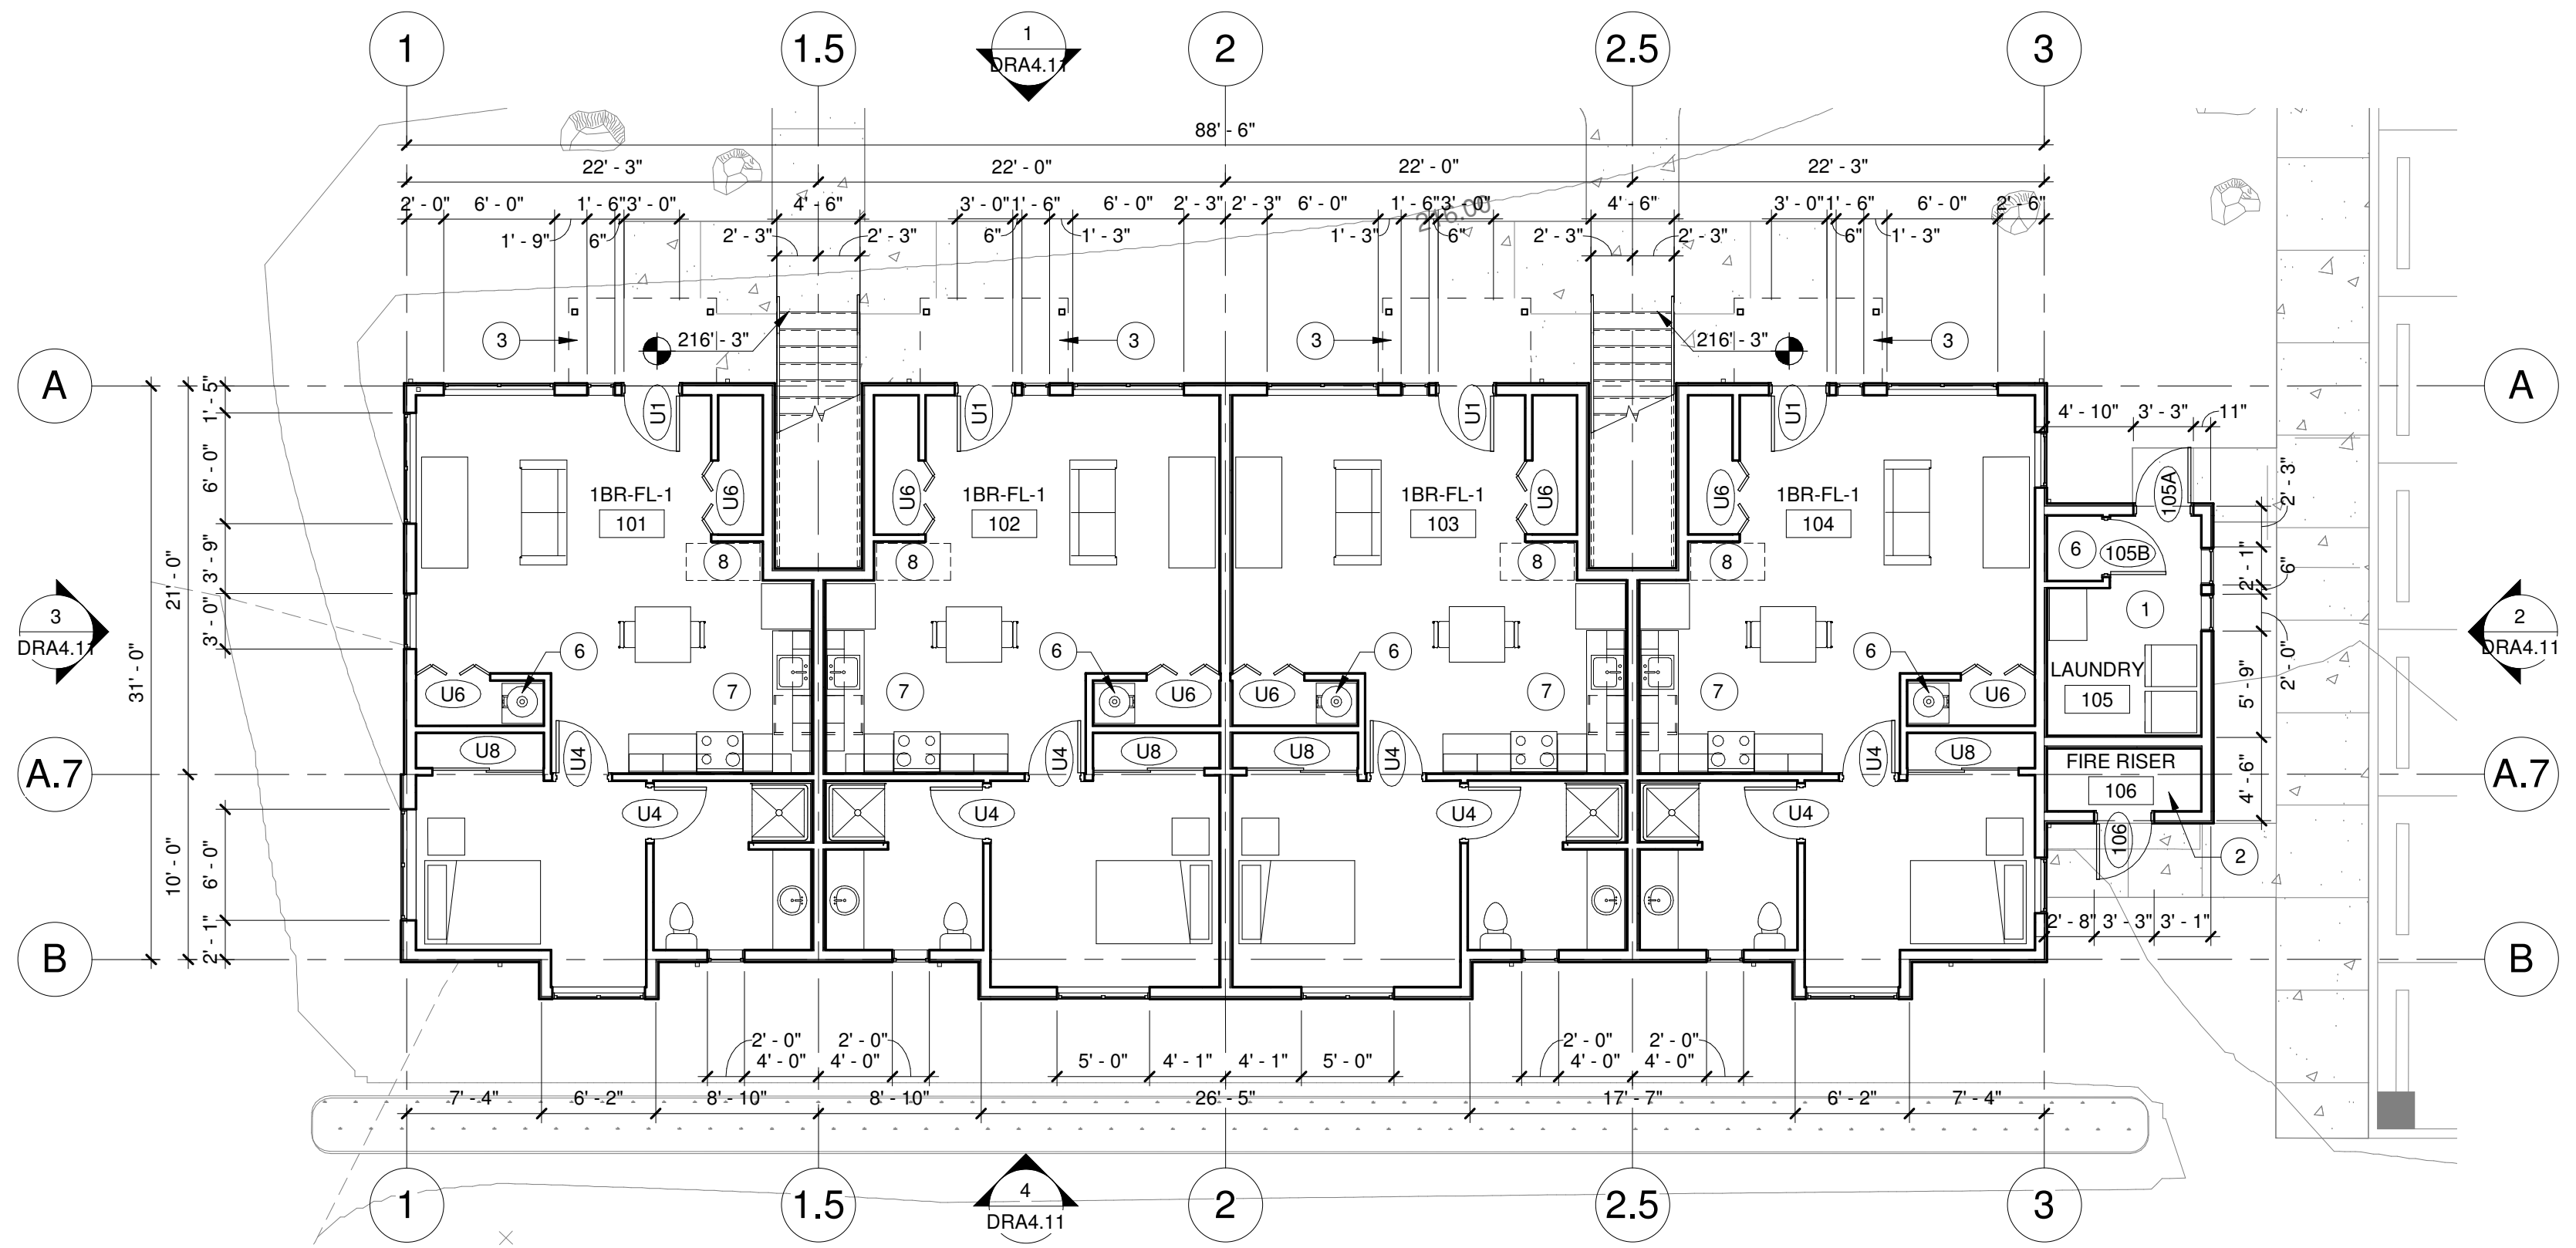 1 1.5 2 2.5 3
1
DRA4.11
88' - 6"
22' - 3" 22' - 0" 22' - 0" 22' - 3"
2' - 0" 6' - 0" 1' - 6" 3' - 0" 4' - 6" 3' - 0" 1' - 6" 6' - 0" 2' - 3" 2' - 3" 6' - 0" 1' - 6" 3' - 0" 4' - 6" 3' - 0" 1' - 6" 6' - 0" 2' - 6"
216.00
1' - 9" 6" 2' - 3" 2' - 3" 6" 1' - 3" 1' - 3" 6" 2' - 3" 2' - 3" 6" 1' - 3"
3 216' - 3" 3 3 216' - 3" 3
A A
1' - 5"
U1 U1 U1 U1
4' - 10" 3' - 3" 11"
6' - 0"
1BR-FL-1 1BR-FL-1 1BR-FL-1 1BR-FL-1
101 102 103 104
U6 U6 U6 U6
105A
2' - 3"
8 8 8 8
6 105B
3' - 9"
21' - 0"
2' - 1"
6"
3
DRA4.11
3' - 0"
1
2
DRA4.11
2' - 0"
31' - 0"
6 6 6 6
U6 7 7 U6 U6 7 7 U6
LAUNDRY
105
5' - 9"
U8 U4 U4 U8 U8 U4 U4 U8
A.7 A.7
FIRE RISER
106
4' - 6"
U4 U4 U4 U4
106
2
10' - 0"
6' - 0"
2' - 1"
2' - 8" 3' - 3" 3' - 1"
B B
2' - 0" 2' - 0" 2' - 0" 2' - 0"
4' - 0" 4' - 0" 5' - 0" 4' - 1" 4' - 1" 5' - 0" 4' - 0" 4' - 0"
7' - 4" 6' - 2" 8' - 10" 8' - 10" 26' - 5" 17' - 7" 6' - 2" 7' - 4"
4
DRA4.11
1 1.5 2 2.5 3